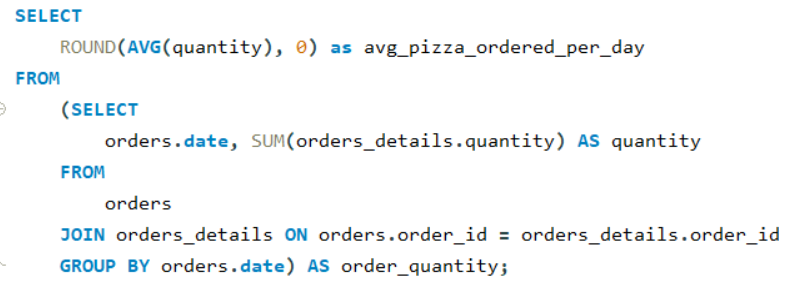 SELECT
ROUND(AVG(quantity), 0) as avg_pizza_ordered_per_day
FROM
(SELECT
orders.date, SUM(orders_details.quantity) AS quantity
FROM
orders
JOIN orders_details ON orders.order_id = orders_details.order_id
GROUP BY orders.date) AS order_quantity;